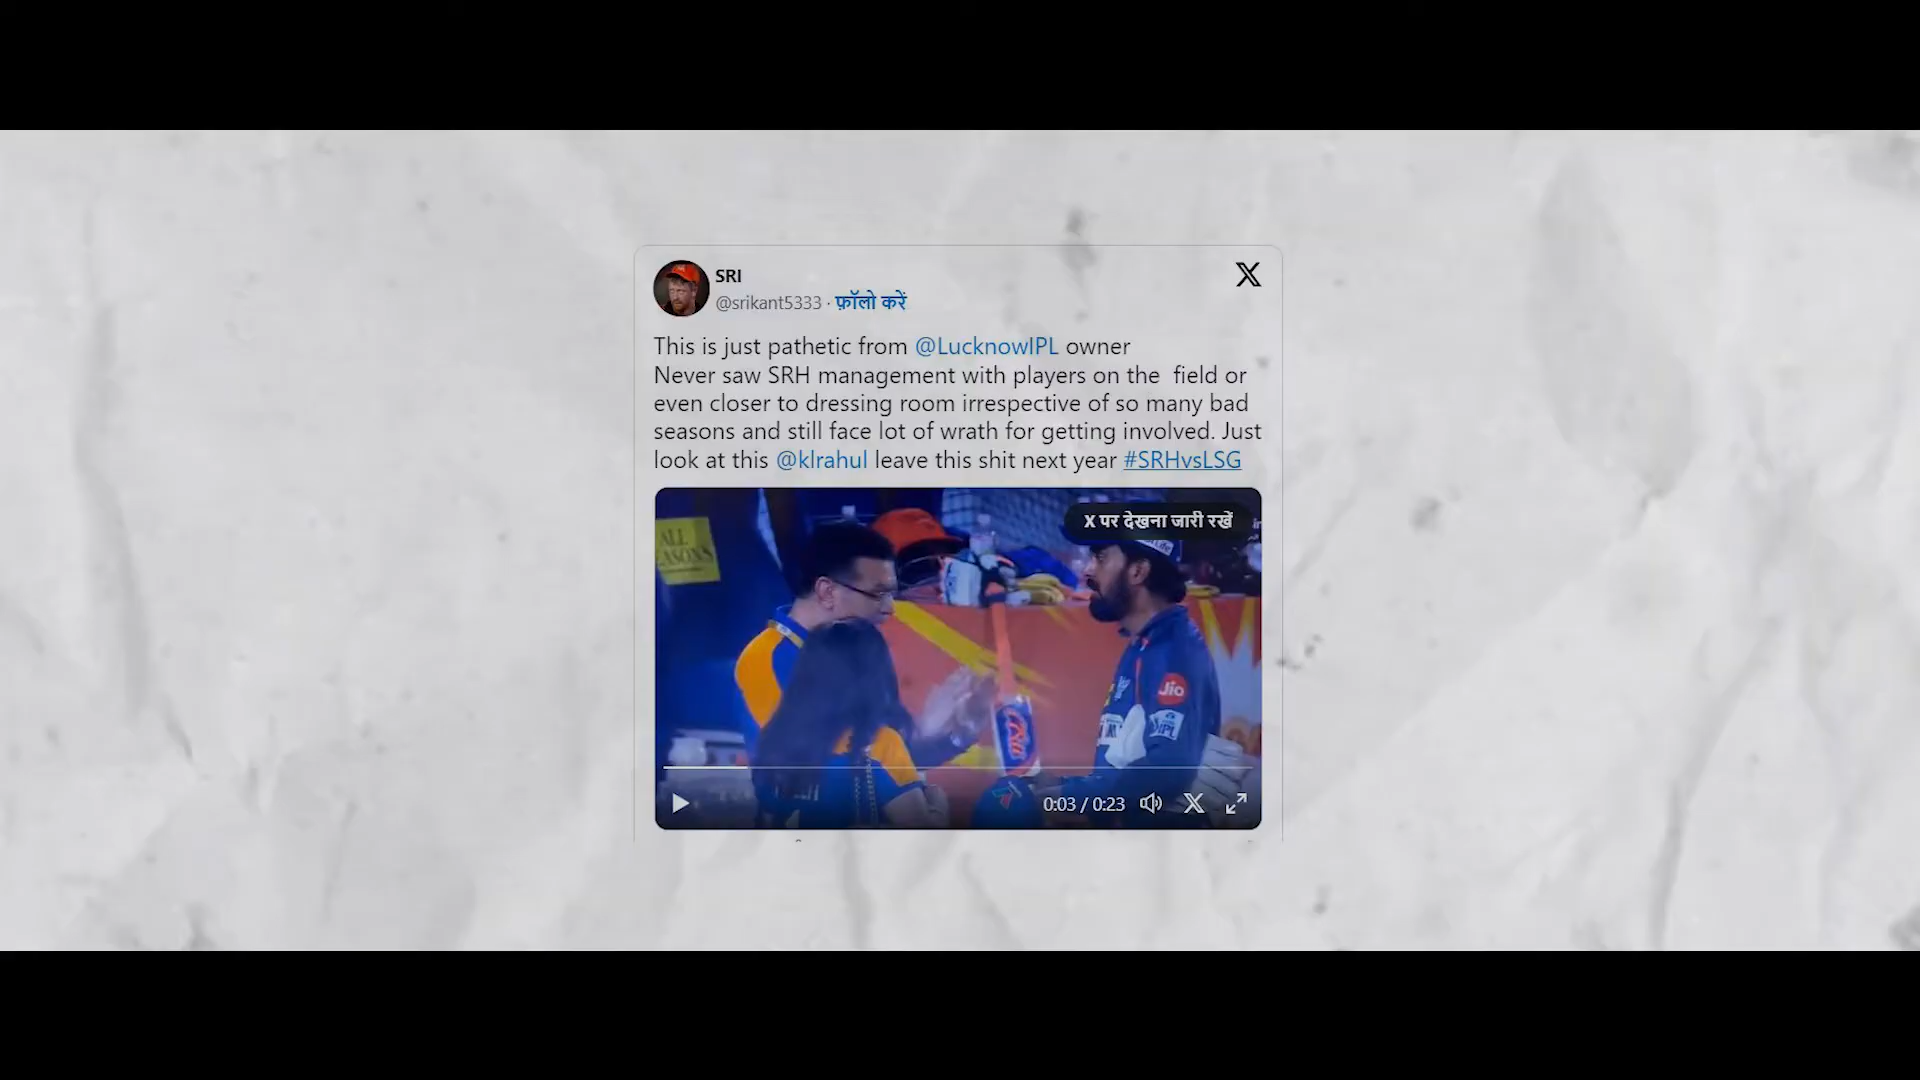 SRI
@srikant5333 · फ़ॉलो करें
This is just pathetic from @LucknowIPL owner
Never saw SRH management with players on the  field or
even closer to dressing room irrespective of so many bad
seasons and still face lot of wrath for getting involved. Just
look at this @klrahul leave this shit next year #SRHvsLSG
X पर देखना जारी रखें
ALL
Jio
IPL
0:03 / 0:23